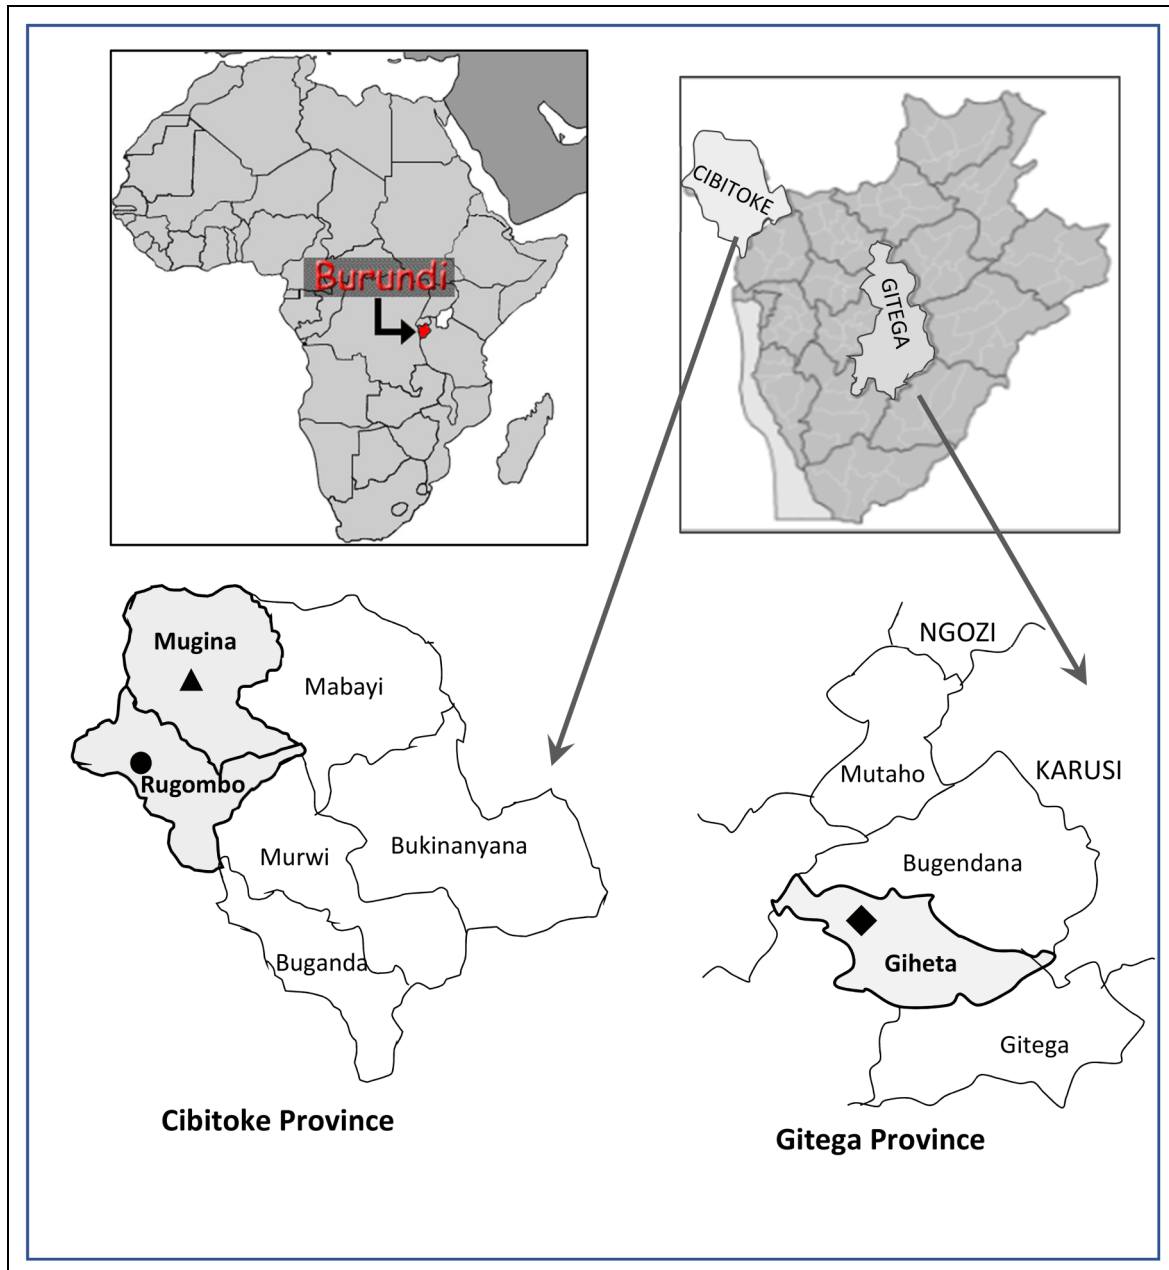 Burundi
CIBITOKE
GITEGA
Mugina
Mabayi
Rugombo
Murwi
Bukinanyana
Buganda
Cibitoke Province
NGOZI
Mutaho
KARUSI
Bugendana
Giheta
Gitega
Gitega Province